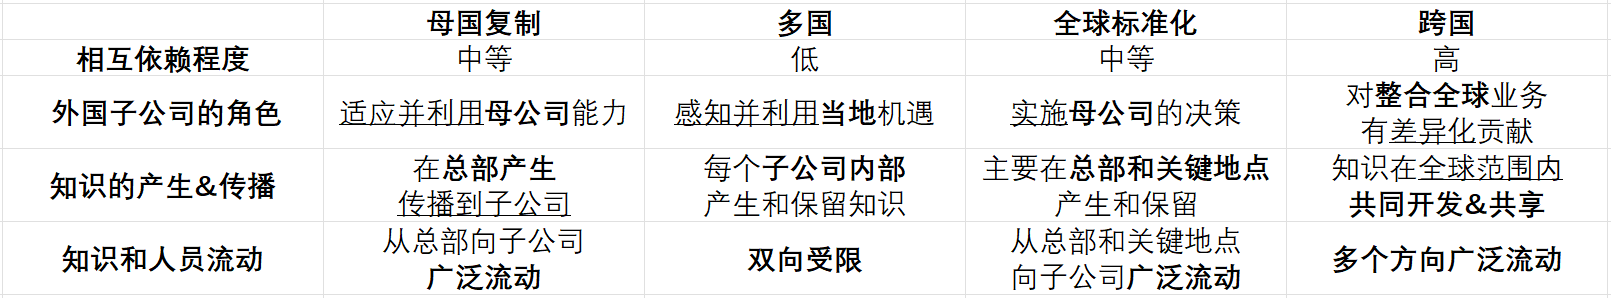 母国复制 多国 全球标准化 跨国
相互依赖程度 中等 低 中等 高
外国子公司的角色 适应并利用母公司能力 感知并利用当地机遇 实施母公司的决策 对整合全球业务
有差异化贡献
知识的产生&传播 在总部产生 每个子公司内部 主要在总部和关键地点 知识在全球范围内
传播到子公司 产生和保留知识 产生和保留 共同开发&共享
知识和人员流动 从总部向子公司 双向受限 从总部和关键地点 多个方向广泛流动
广泛流动 向子公司广泛流动